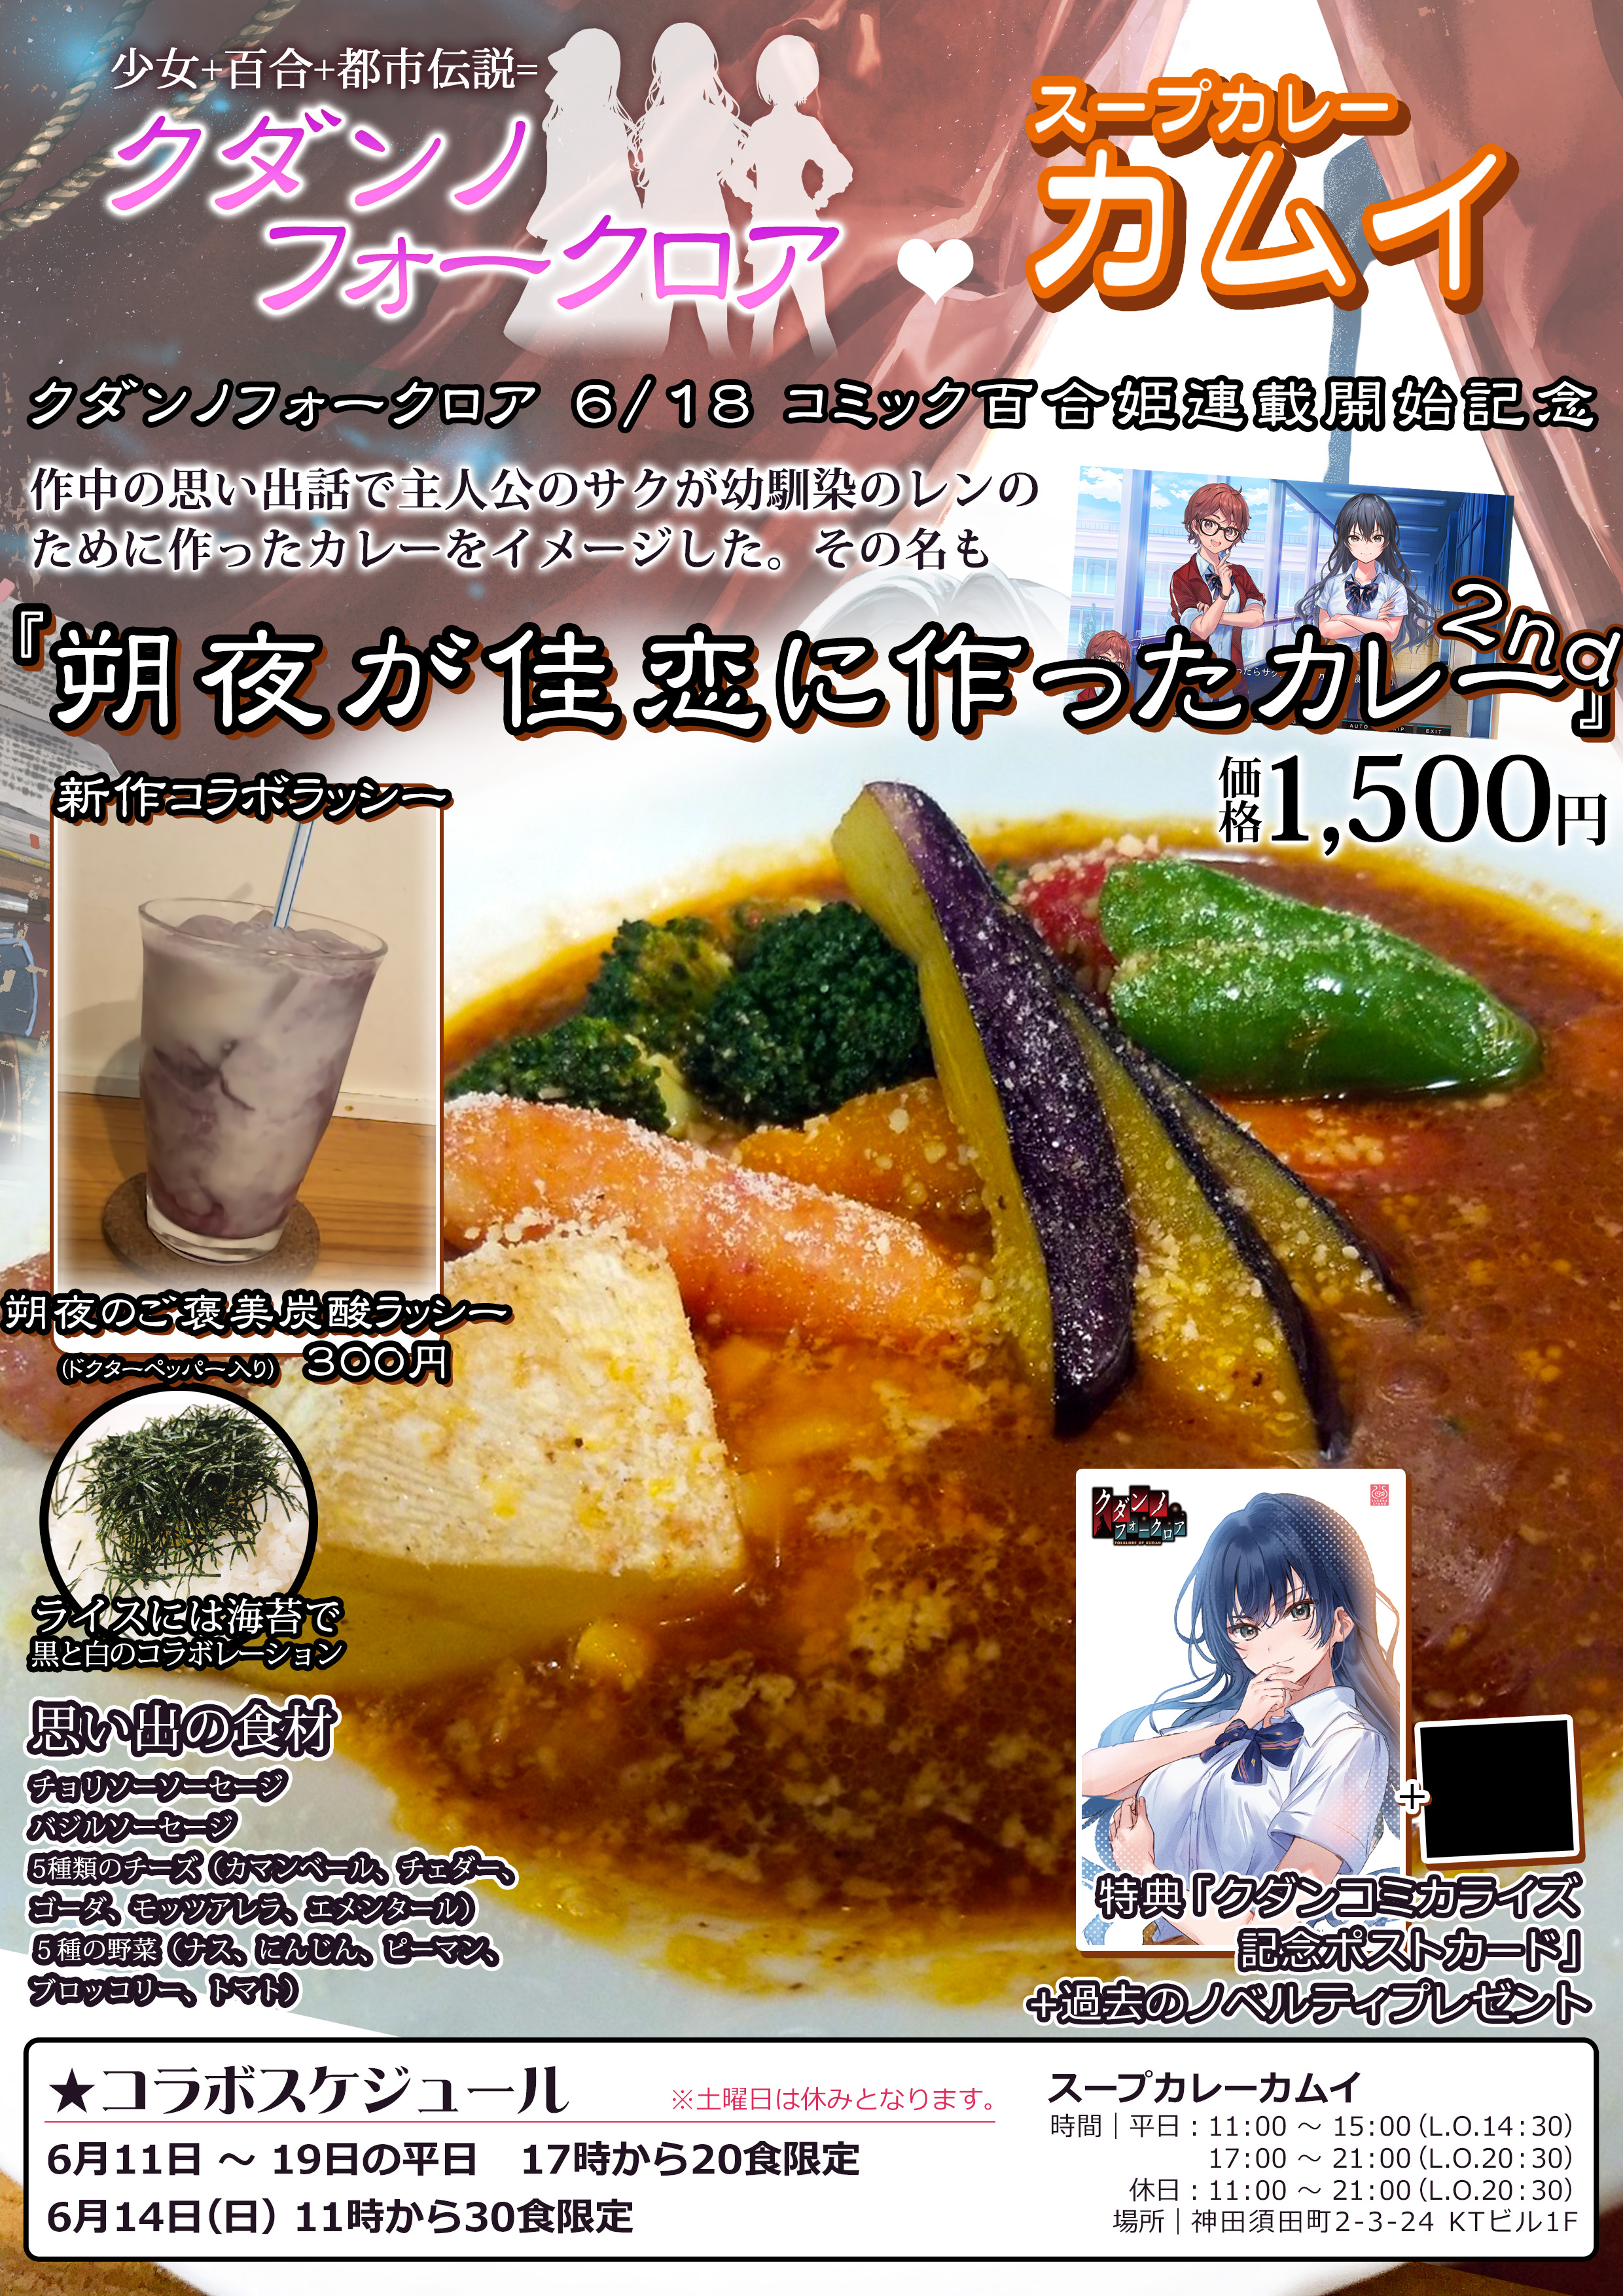 少女+百合+都市伝説=
クダンノ
フォークロア
スープカレー
カムイ
クダンノフォークロア 6/18 コミック百合姫連載開始記念
作中の思い出話で主人公のサクが幼馴染のレンの
ために作ったカレーをイメージした。その名も
『朔夜が佳恋に作ったカレー2nd』
AUTO
EXIT
価格1,500円
新作コラボラッシー
朔夜のご褒美炭酸ラッシー
(ドクターペッパー入り) 300円
ライスには海苔で
黒と白のコラボレーション
思い出の食材
チョリソーソーセージ
バジルソーセージ
5種類のチーズ（カマンベール、チェダー、
ゴーダ、モッツアレラ、エメンタール）
５種の野菜（ナス、にんじん、ピーマン、
ブロッコリー、トマト）
クダンノ
フォークロア
FOLKLORE OF KUDAN
+
特典「クダンコミカライズ
記念ポストカード」
+過去のノベルティプレゼント
★コラボスケジュール
※土曜日は休みとなります。
6月11日 ～ 19日の平日　17時から20食限定
6月14日（日） 11時から30食限定
スープカレーカムイ
時間｜平日：11:00 ～ 15:00（L.O.14：30）
17:00 ～ 21:00（L.O.20：30）
休日：11:00 ～ 21:00（L.O.20：30）
場所｜神田須田町2-3-24 KTビル1F